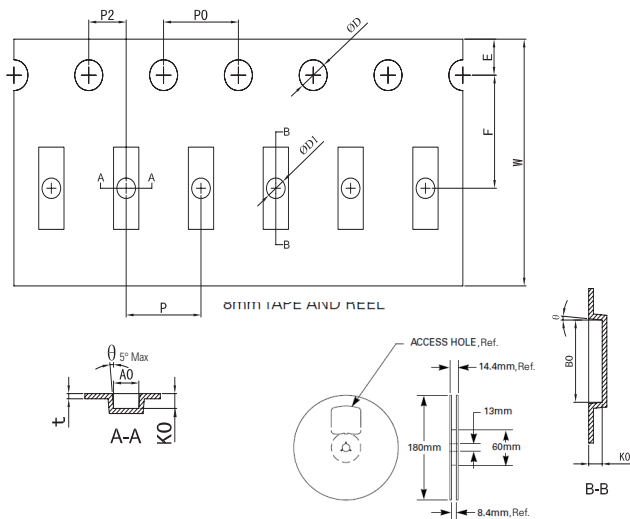 P2
P0
ØD
E
F
W
B
ØD1
A
A
B
P
8mm TAPE AND REEL
θ 5° Max
A0
t
K0
A-A
ACCESS HOLE, Ref.
14.4mm, Ref.
13mm
180mm
60mm
8.4mm, Ref.
θ
B0
K0
B-B